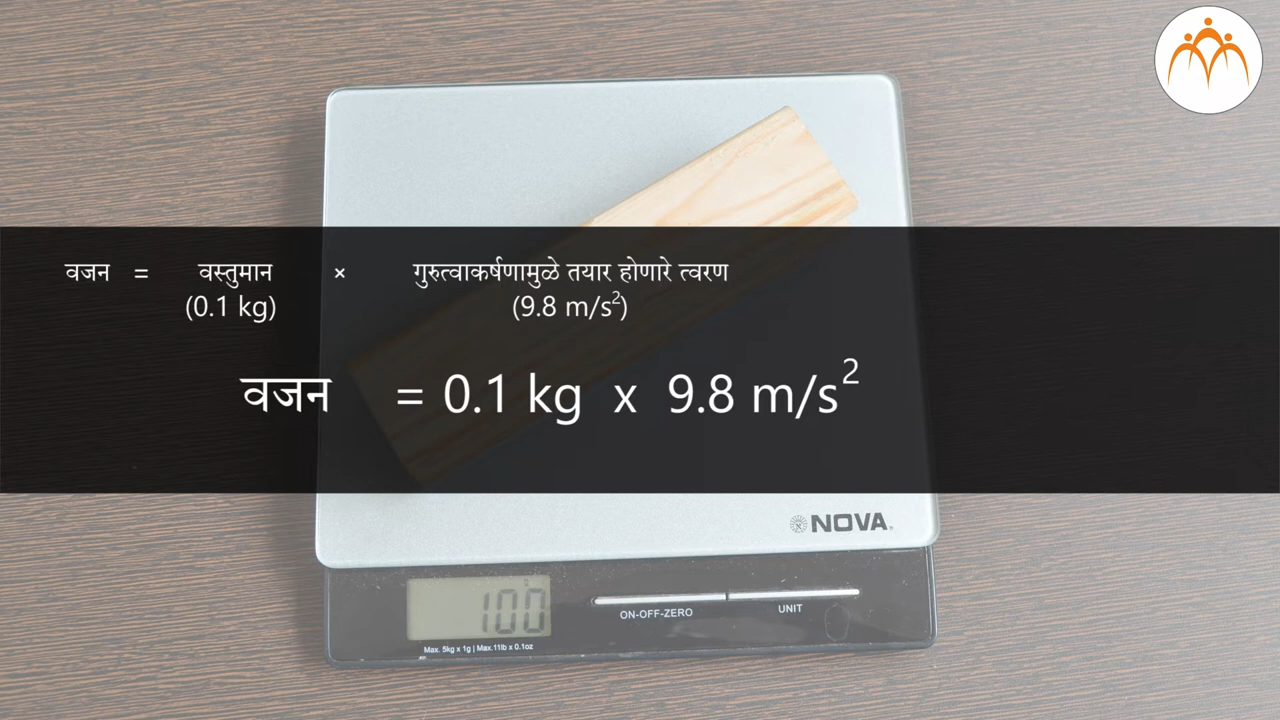 वजन = वस्तुमान × गुरुत्वाकर्षणामुळे तयार होणारे त्वरण
(0.1 kg) (9.8 m/s²)
वजन = 0.1 kg x 9.8 m/s²
NOVA
100
ON-OFF-ZERO UNIT
Max. 5kg x 1g | Max.11lb x 0.1oz